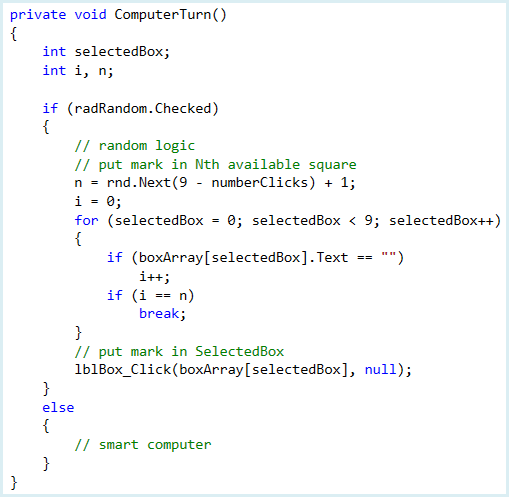 private void ComputerTurn()
{
    int selectedBox;
    int i, n;

    if (radRandom.Checked)
    {
        // random logic
        // put mark in Nth available square
        n = rnd.Next(9 - numberClicks) + 1;
        i = 0;
        for (selectedBox = 0; selectedBox < 9; selectedBox++)
        {
            if (boxArray[selectedBox].Text == "")
                i++;
            if (i == n)
                break;
        }
        // put mark in SelectedBox
        lblBox_Click(boxArray[selectedBox], null);
    }
    else
    {
        // smart computer
    }
}